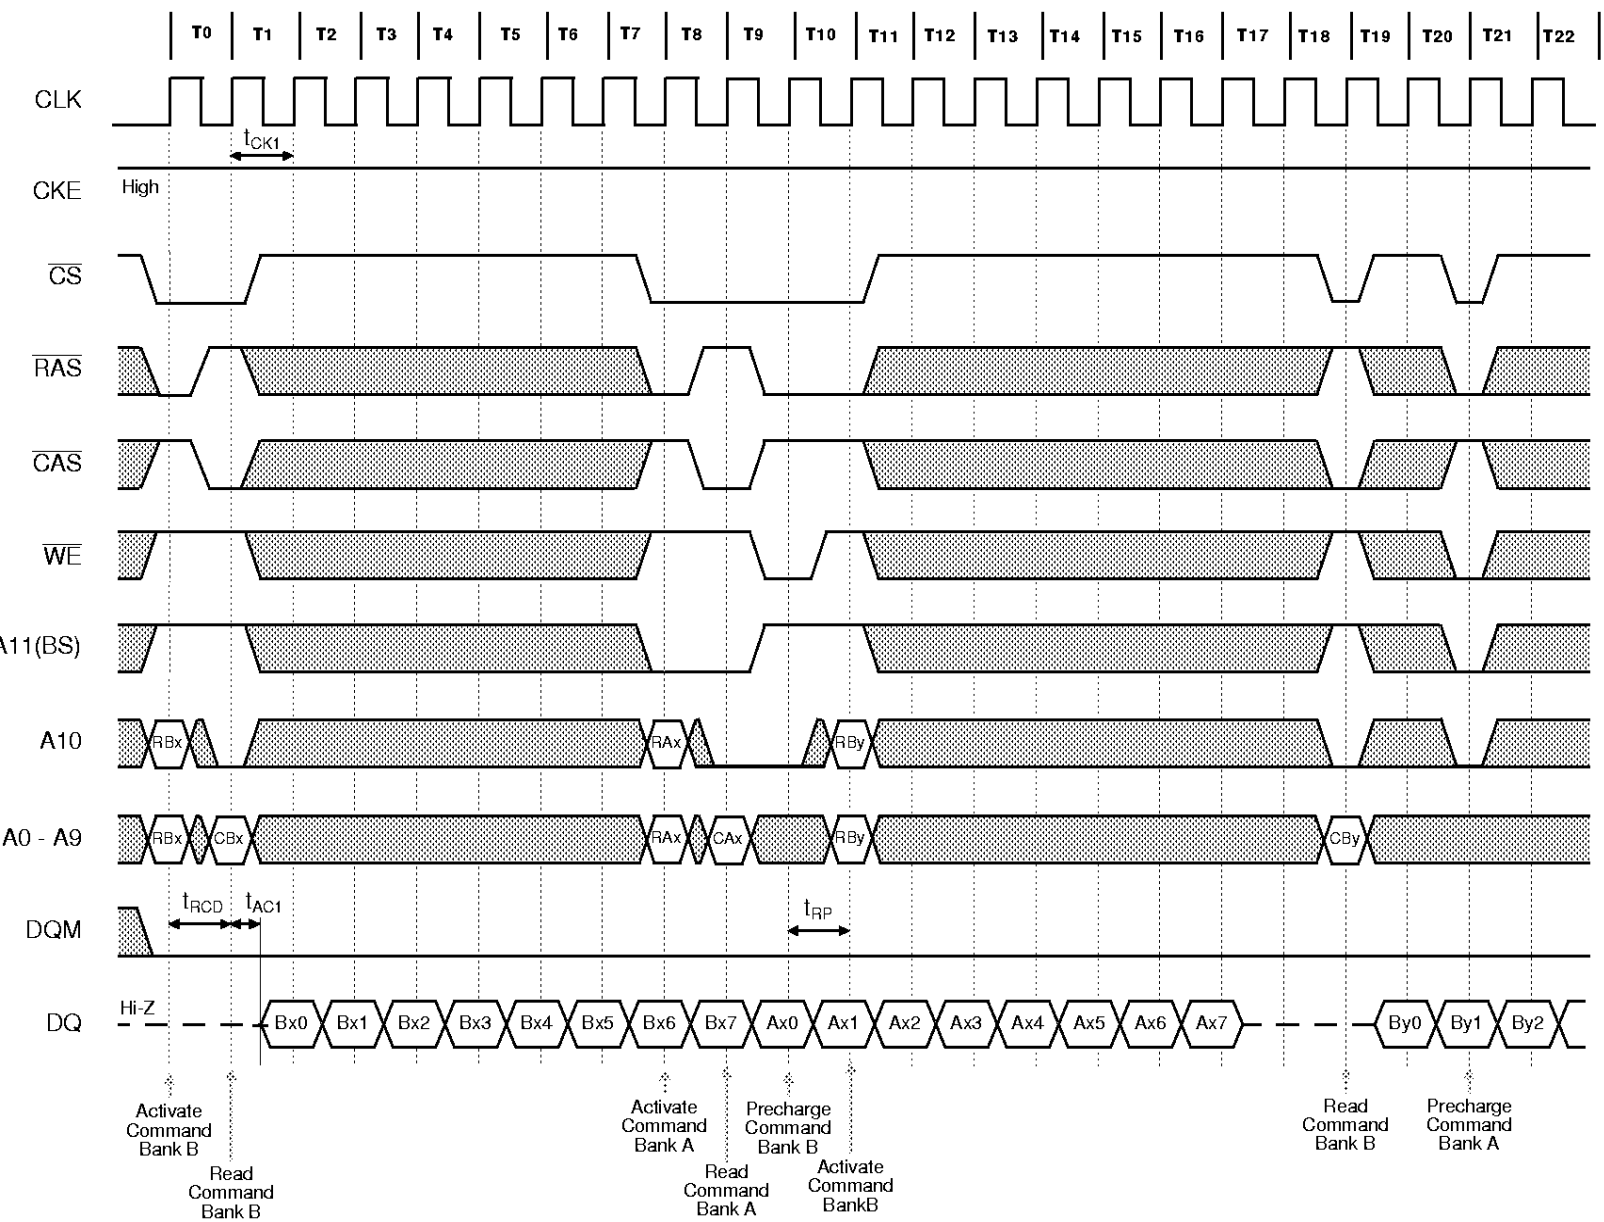 T0 T1 T2 T3 T4 T5 T6 T7 T8 T9 T10 T11 T12 T13 T14 T15 T16 T17 T18 T19 T20 T21 T22
CLK
tCK1
CKE High
CS
RAS
CAS
WE
A11(BS)
A10 RBx RAx RBy
A0 - A9 RBx CBx RAx CAx RBy CBy
tRCD tAC1 tRP
DQM
Hi-Z
DQ Bx0 Bx1 Bx2 Bx3 Bx4 Bx5 Bx6 Bx7 Ax0 Ax1 Ax2 Ax3 Ax4 Ax5 Ax6 Ax7 By0 By1 By2
Activate
Command
Bank B
Read
Command
Bank B
Activate
Command
Bank A
Read
Command
Bank A
Precharge
Command
Bank B
Activate
Command
BankB
Read
Command
Bank B
Precharge
Command
Bank A